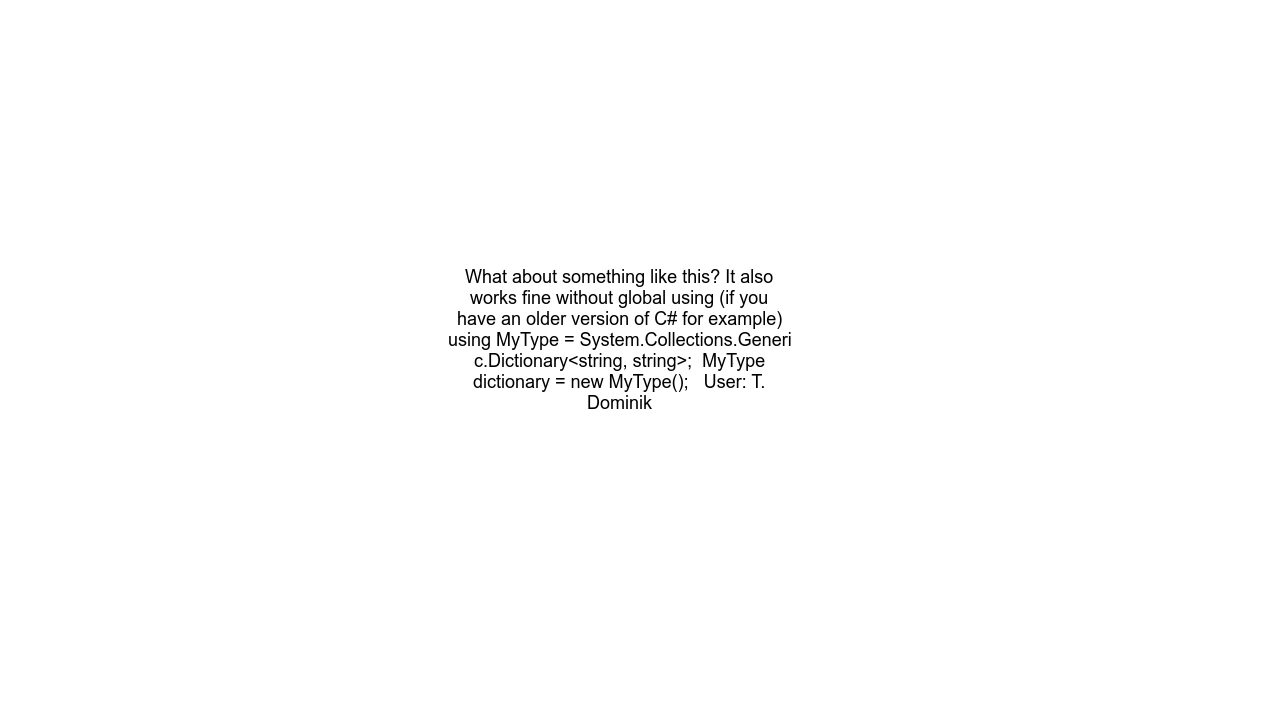 What about something like this? It also
works fine without global using (if you
have an older version of C# for example)
using MyType = System.Collections.Generi
c.Dictionary<string, string>;  MyType
dictionary = new MyType();   User: T.
Dominik